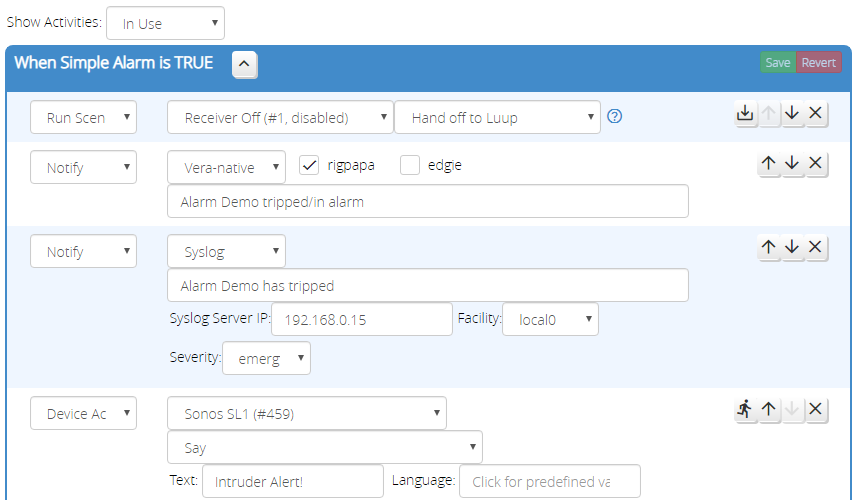 Show Activities: In Use
When Simple Alarm is TRUE Save Revert
Run Scen Receiver Off (#1, disabled) Hand off to Luup
Notify Vera-native rigpapa edgie
Alarm Demo tripped/in alarm
Notify Syslog
Alarm Demo has tripped
Syslog Server IP: 192.168.0.15 Facility: local0
Severity: emerg
Device Ac Sonos SL1 (#459)
Say
Text: Intruder Alert! Language: Click for predefined va